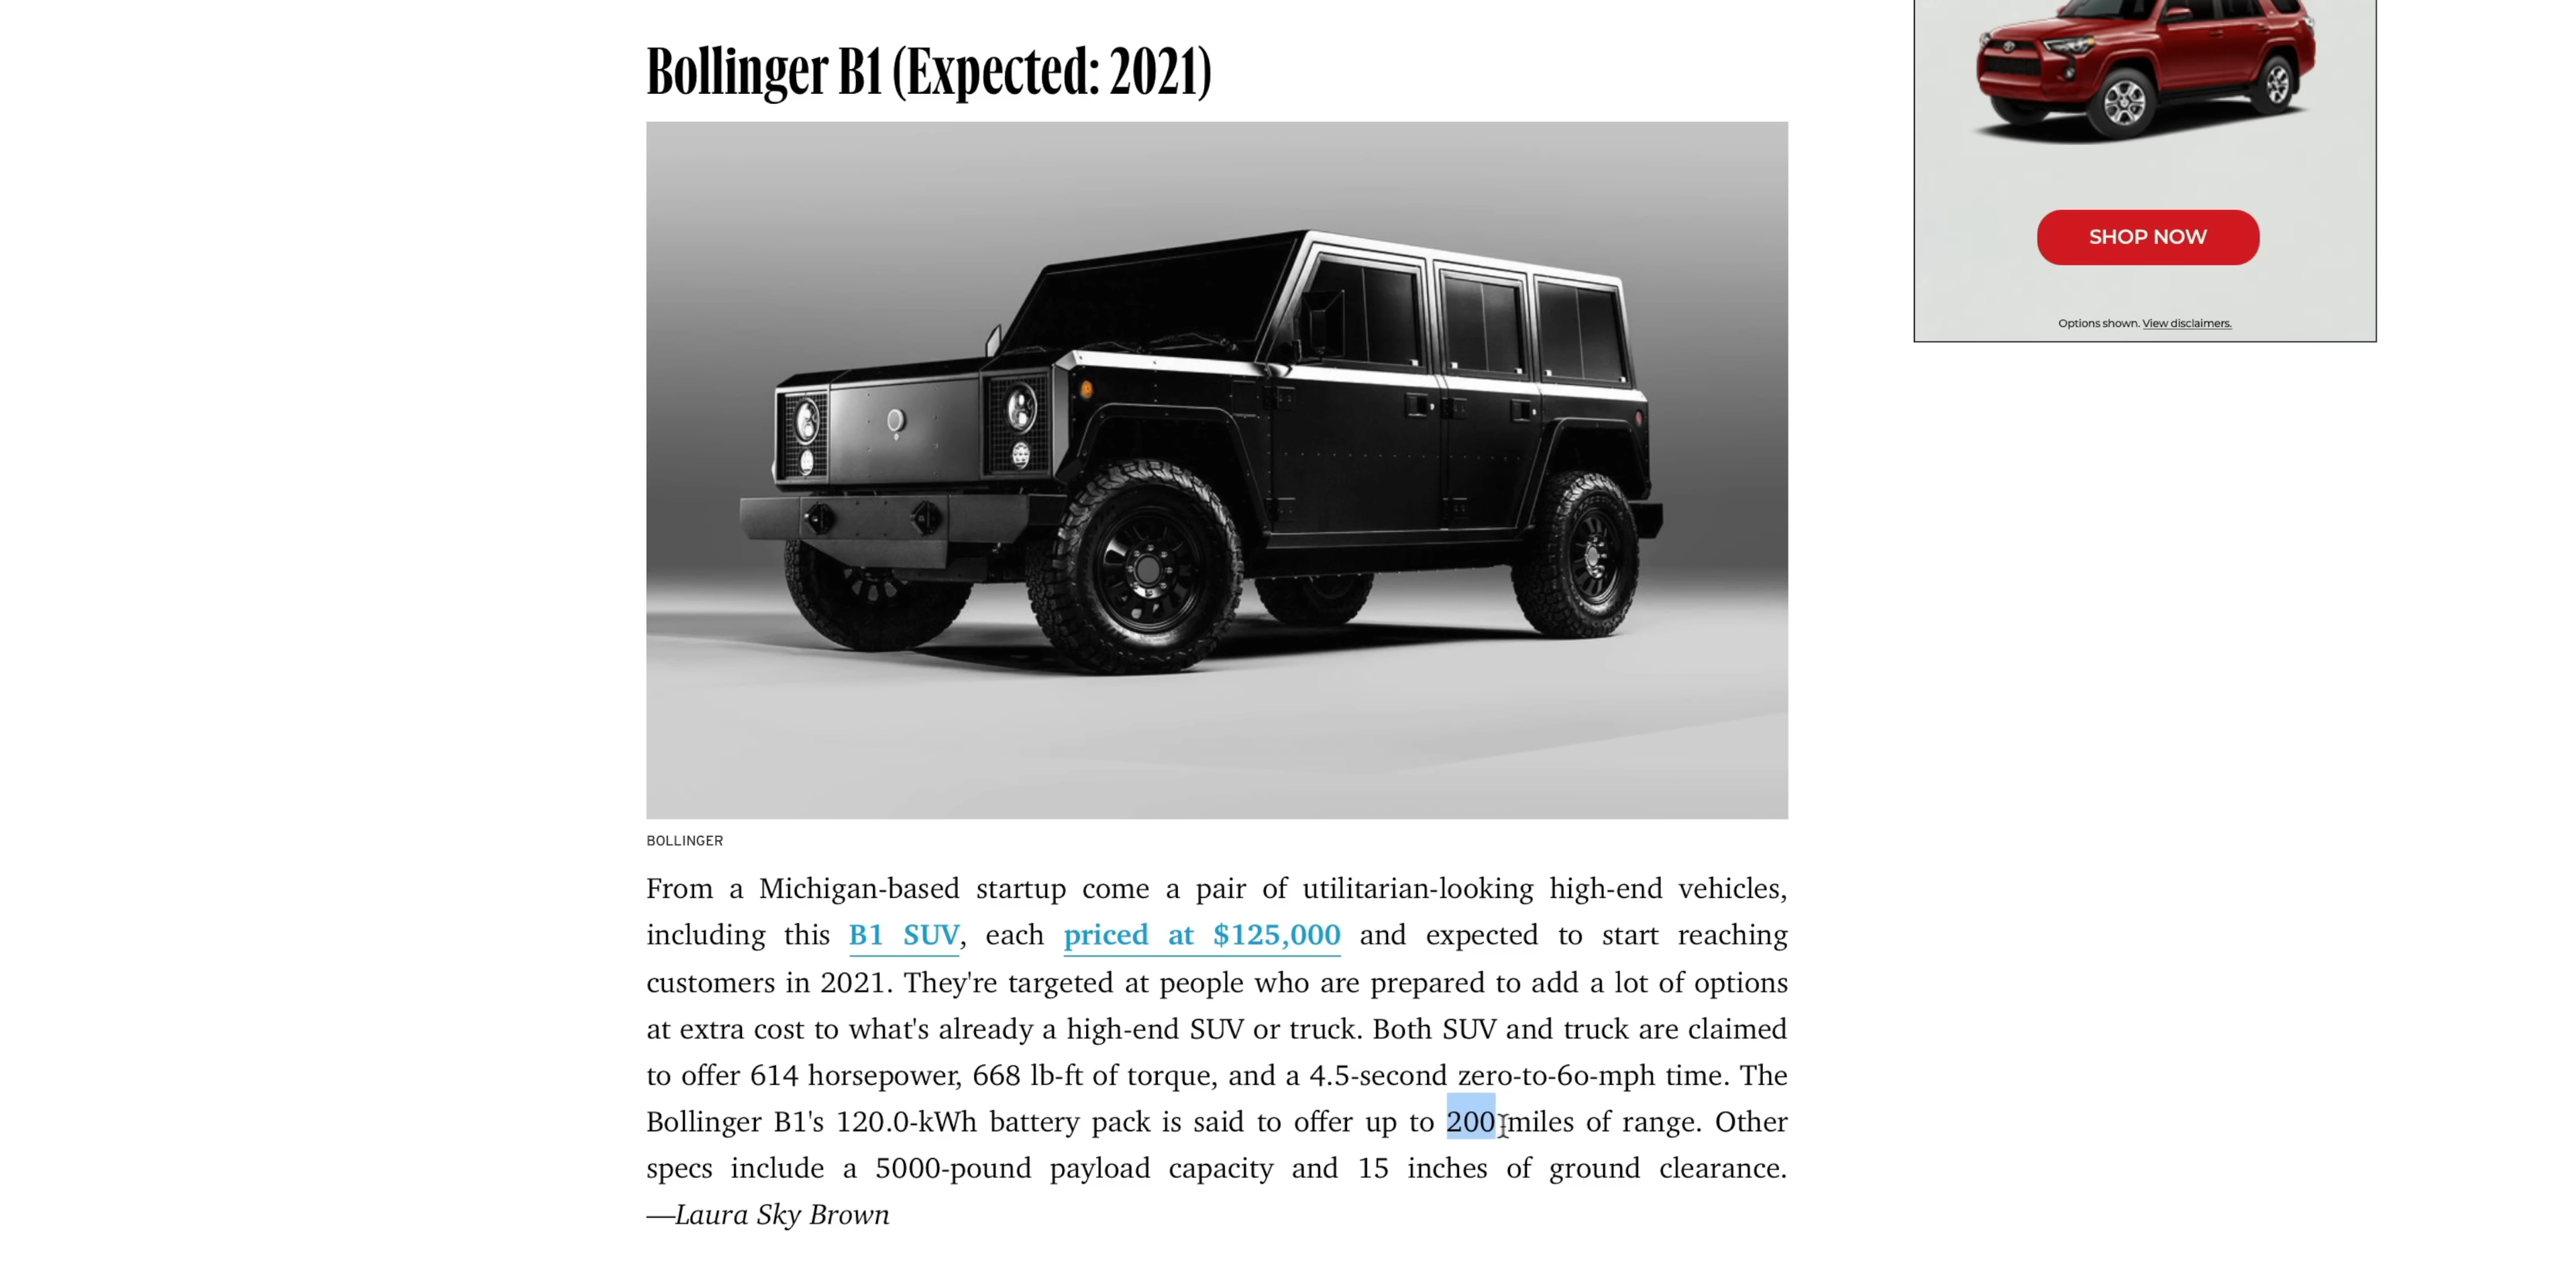 Bollinger B1 (Expected: 2021)
SHOP NOW
Options shown. View disclaimers.
BOLLINGER
From a Michigan-based startup come a pair of utilitarian-looking high-end vehicles,
including this B1 SUV, each priced at $125,000 and expected to start reaching
customers in 2021. They're targeted at people who are prepared to add a lot of options
at extra cost to what's already a high-end SUV or truck. Both SUV and truck are claimed
to offer 614 horsepower, 668 lb-ft of torque, and a 4.5-second zero-to-60-mph time. The
Bollinger B1's 120.0-kWh battery pack is said to offer up to 200 miles of range. Other
specs include a 5000-pound payload capacity and 15 inches of ground clearance.
—Laura Sky Brown